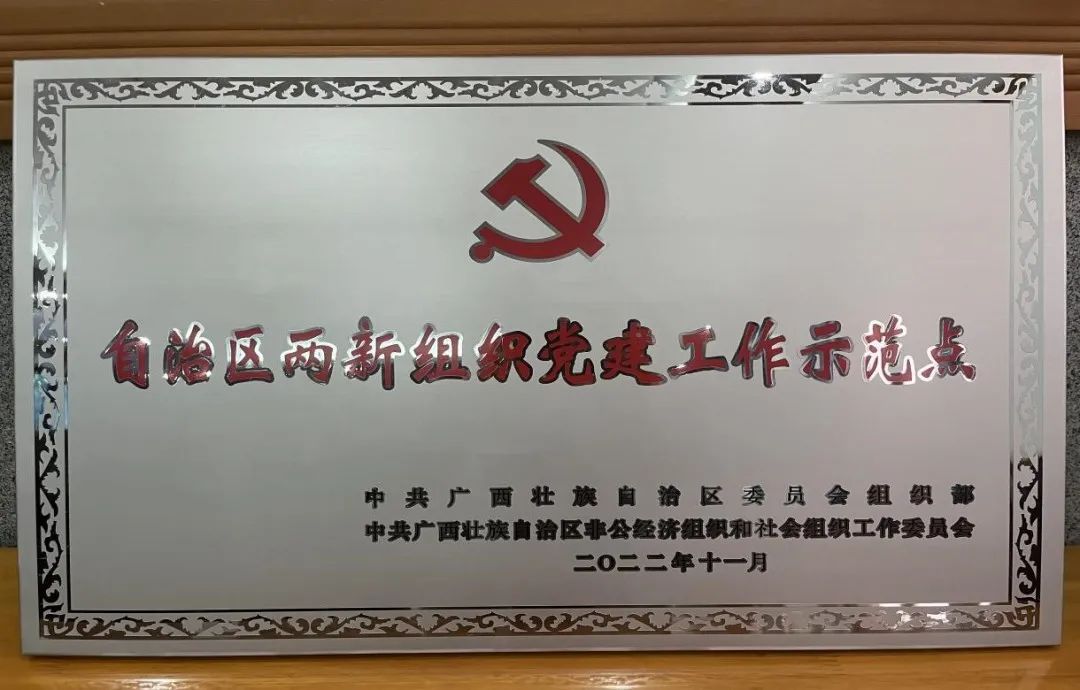 自治区两新组织党建工作示范点
中共广西壮族自治区委员会组织部
中共广西壮族自治区非公经济组织和社会组织工作委员会
二〇二二年十一月